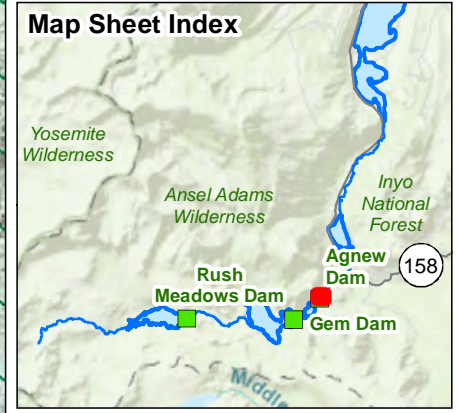 Map Sheet Index
Yosemite
Wilderness
Ansel Adams
Wilderness
Inyo
National
Forest
Agnew
Dam
158
Rush
Meadows Dam
Gem Dam
Middle